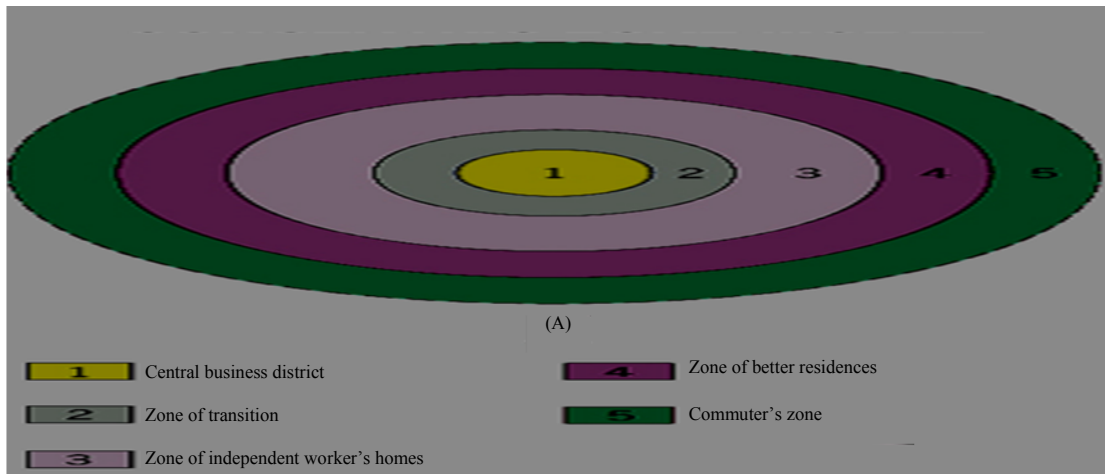 1 2 3 4 5
(A)
1 Central business district
4 Zone of better residences
2 Zone of transition
5 Commuter's zone
3 Zone of independent worker's homes